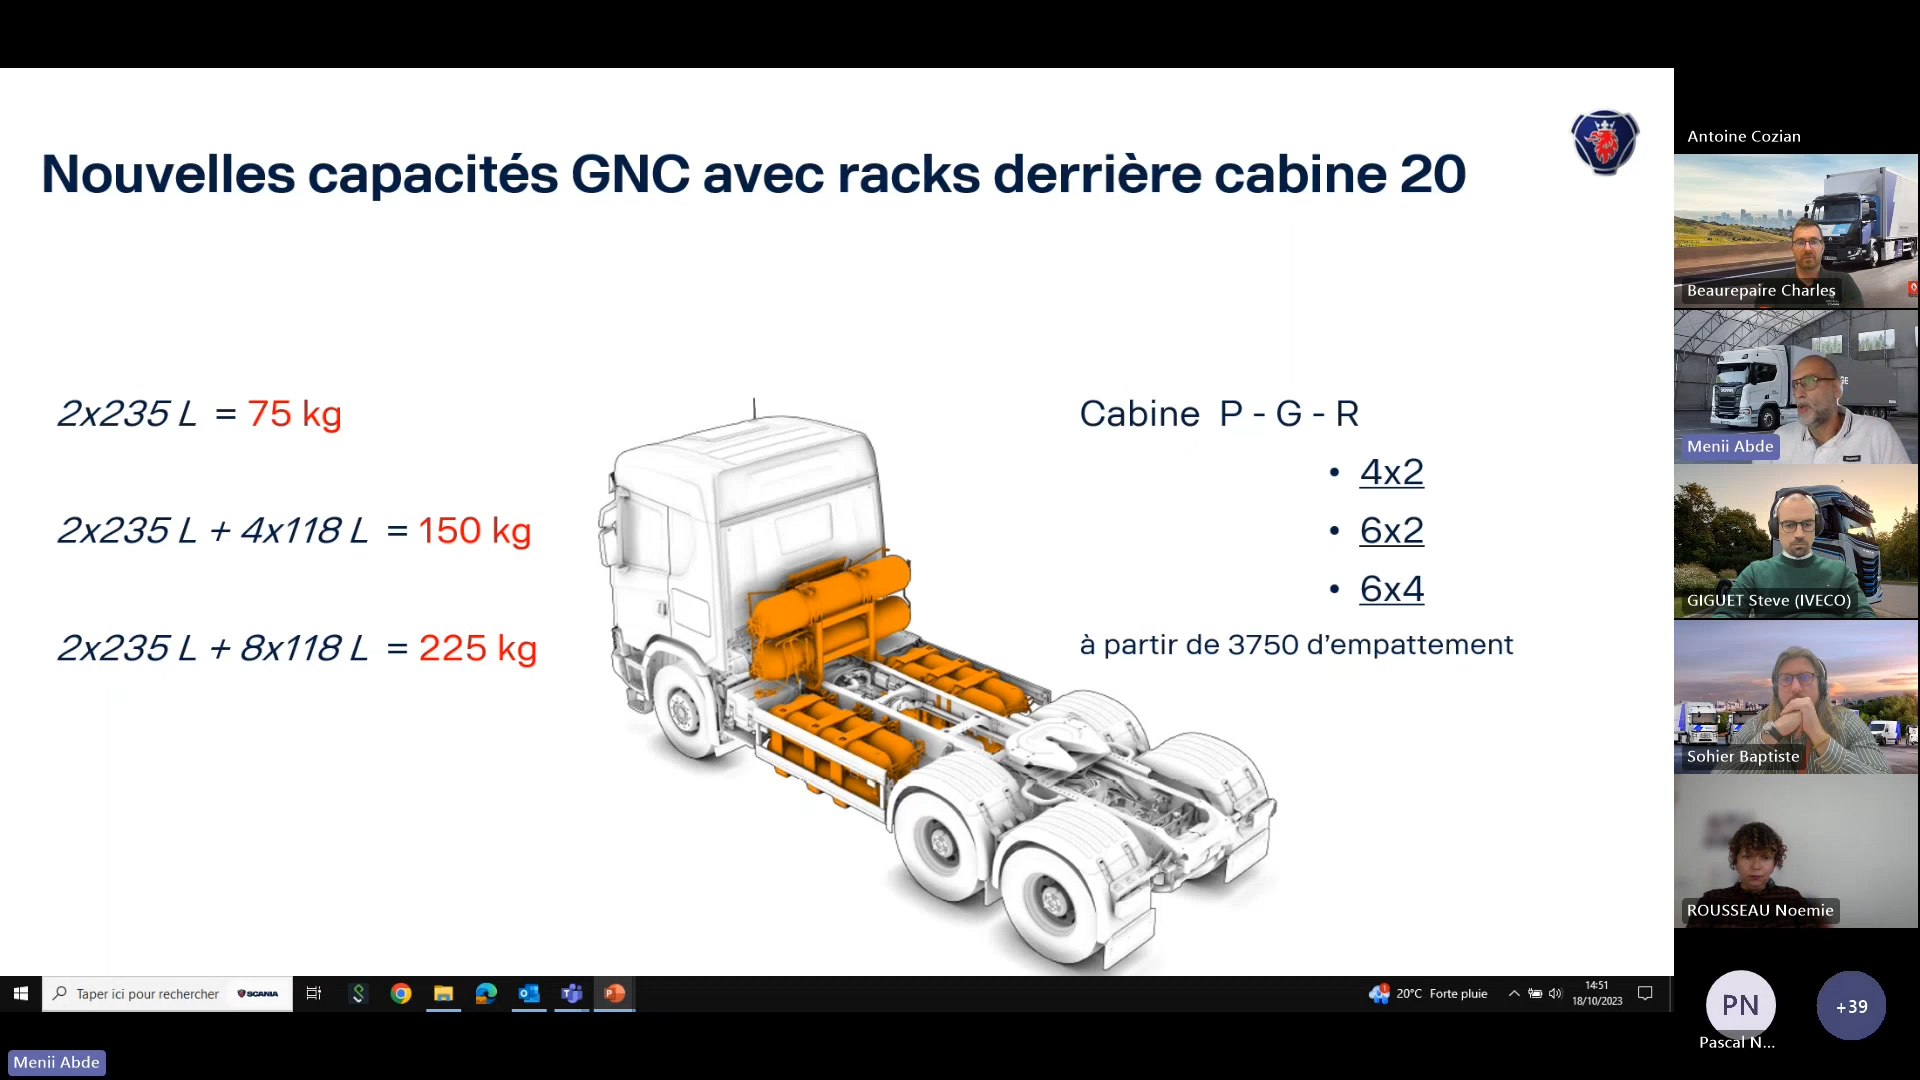 Nouvelles capacités GNC avec racks derrière cabine 20
2x235 L = 75 kg
2x235 L + 4x118 L = 150 kg
2x235 L + 8x118 L = 225 kg
Cabine P - G - R
• 4x2
• 6x2
• 6x4
à partir de 3750 d’empattement
Antoine Cozian
Beaurepaire Charles
Menii Abde
GIGUET Steve (IVECO)
Sohier Baptiste
ROUSSEAU Noemie
PN
Pascal N...
+39
Taper ici pour rechercher
SCANIA
20°C Forte pluie
14:51
18/10/2023
Menii Abde